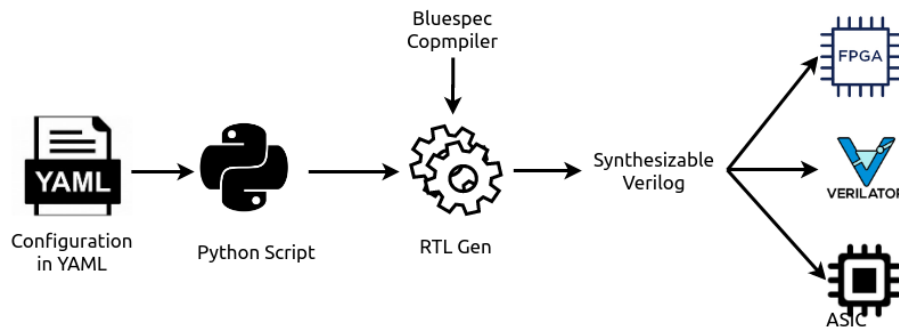 Bluespec
Copmpiler
FPGA
YAML
Configuration
in YAML
Python Script
RTL Gen
Synthesizable
Verilog
VERILATOR
ASIC